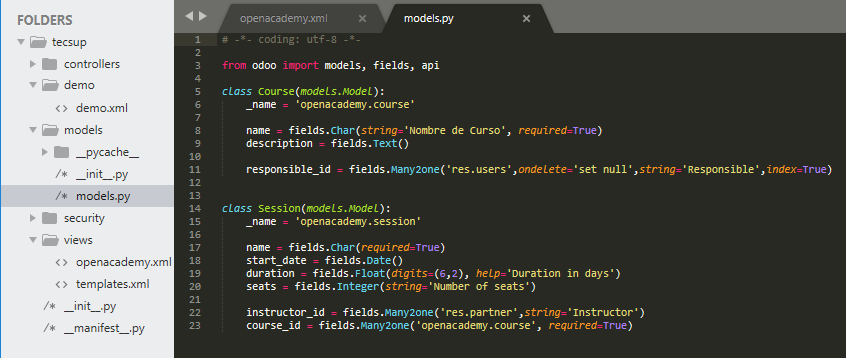 FOLDERS
tecsup
controllers
demo
<> demo.xml
models
__pycache__
/* __init__.py
/* models.py
security
views
<> openacademy.xml
<> templates.xml
/* __init__.py
/* __manifest__.py
openacademy.xml ×
models.py ×
1 # -*- coding: utf-8 -*-
2
3 from odoo import models, fields, api
4
5 class Course(models.Model):
6 _name = 'openacademy.course'
7
8 name = fields.Char(string='Nombre de Curso', required=True)
9 description = fields.Text()
10
11 responsible_id = fields.Many2one('res.users',ondelete='set null',string='Responsible',index=True)
12
13
14 class Session(models.Model):
15 _name = 'openacademy.session'
16
17 name = fields.Char(required=True)
18 start_date = fields.Date()
19 duration = fields.Float(digits=(6,2), help='Duration in days')
20 seats = fields.Integer(string='Number of seats')
21
22 instructor_id = fields.Many2one('res.partner',string='Instructor')
23 course_id = fields.Many2one('openacademy.course', required=True)